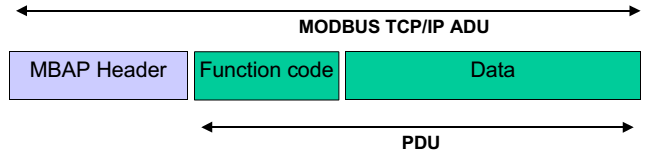 MODBUS TCP/IP ADU
MBAP Header
Function code
Data
PDU